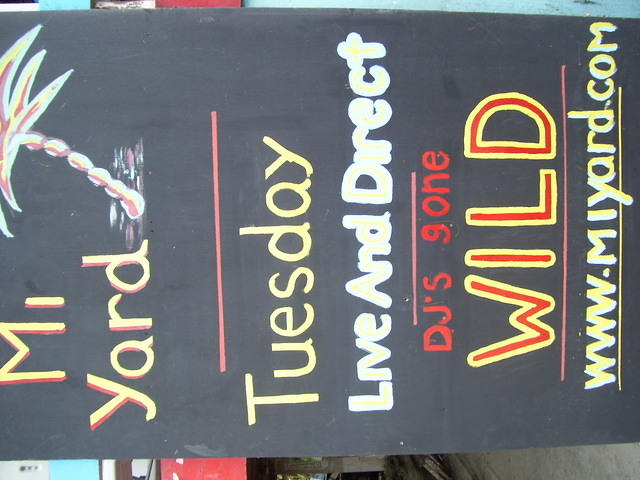 MI
Yard
Tuesday
Live And Direct
DJ's gone
WILD
www.MIyard.com